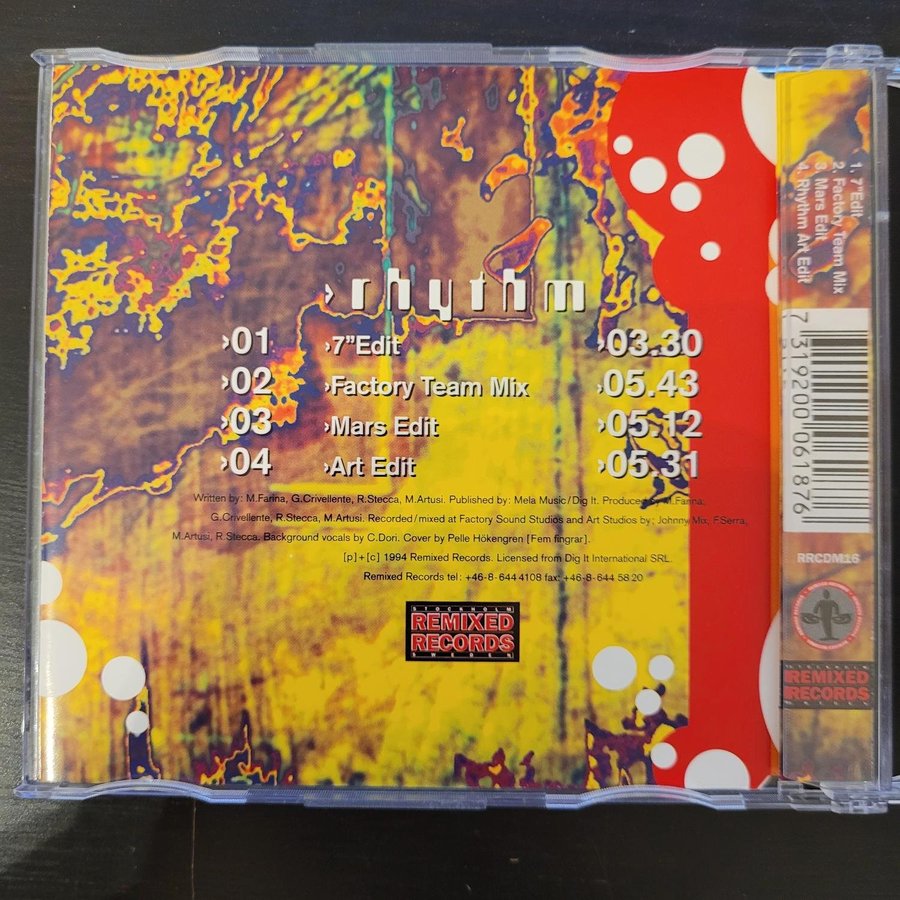 ›rhythm
›01 ›7”Edit ›03.30
›02 ›Factory Team Mix ›05.43
›03 ›Mars Edit ›05.12
›04 ›Art Edit ›05.31
Written by: M.Farina, G.Crivellente, R.Stecca, M.Artusi. Published by: Mela Music/Dig It. Produced by M.Farina,
G.Crivellente, R.Stecca, M.Artusi. Recorded/mixed at Factory Sound Studios and Art Studios by; Johnny Mix, F.Serra,
M.Artusi, R.Stecca. Background vocals by C.Dori. Cover by Pelle Hökengren [Fem fingrar].
[p]+[c] 1994 Remixed Records. Licensed from Dig It International SRL.
Remixed Records tel: +46-8-644 4108 fax: +46-8-644 58 20
STOCKHOLM
REMIXED
RECORDS
SWEDEN
1. 7”Edit
2. Factory Team Mix
3. Mars Edit
4. Rhythm Art Edit
7 319200 061876
RRCDM16
STOCKHOLM
REMIXED
RECORDS
SWEDEN